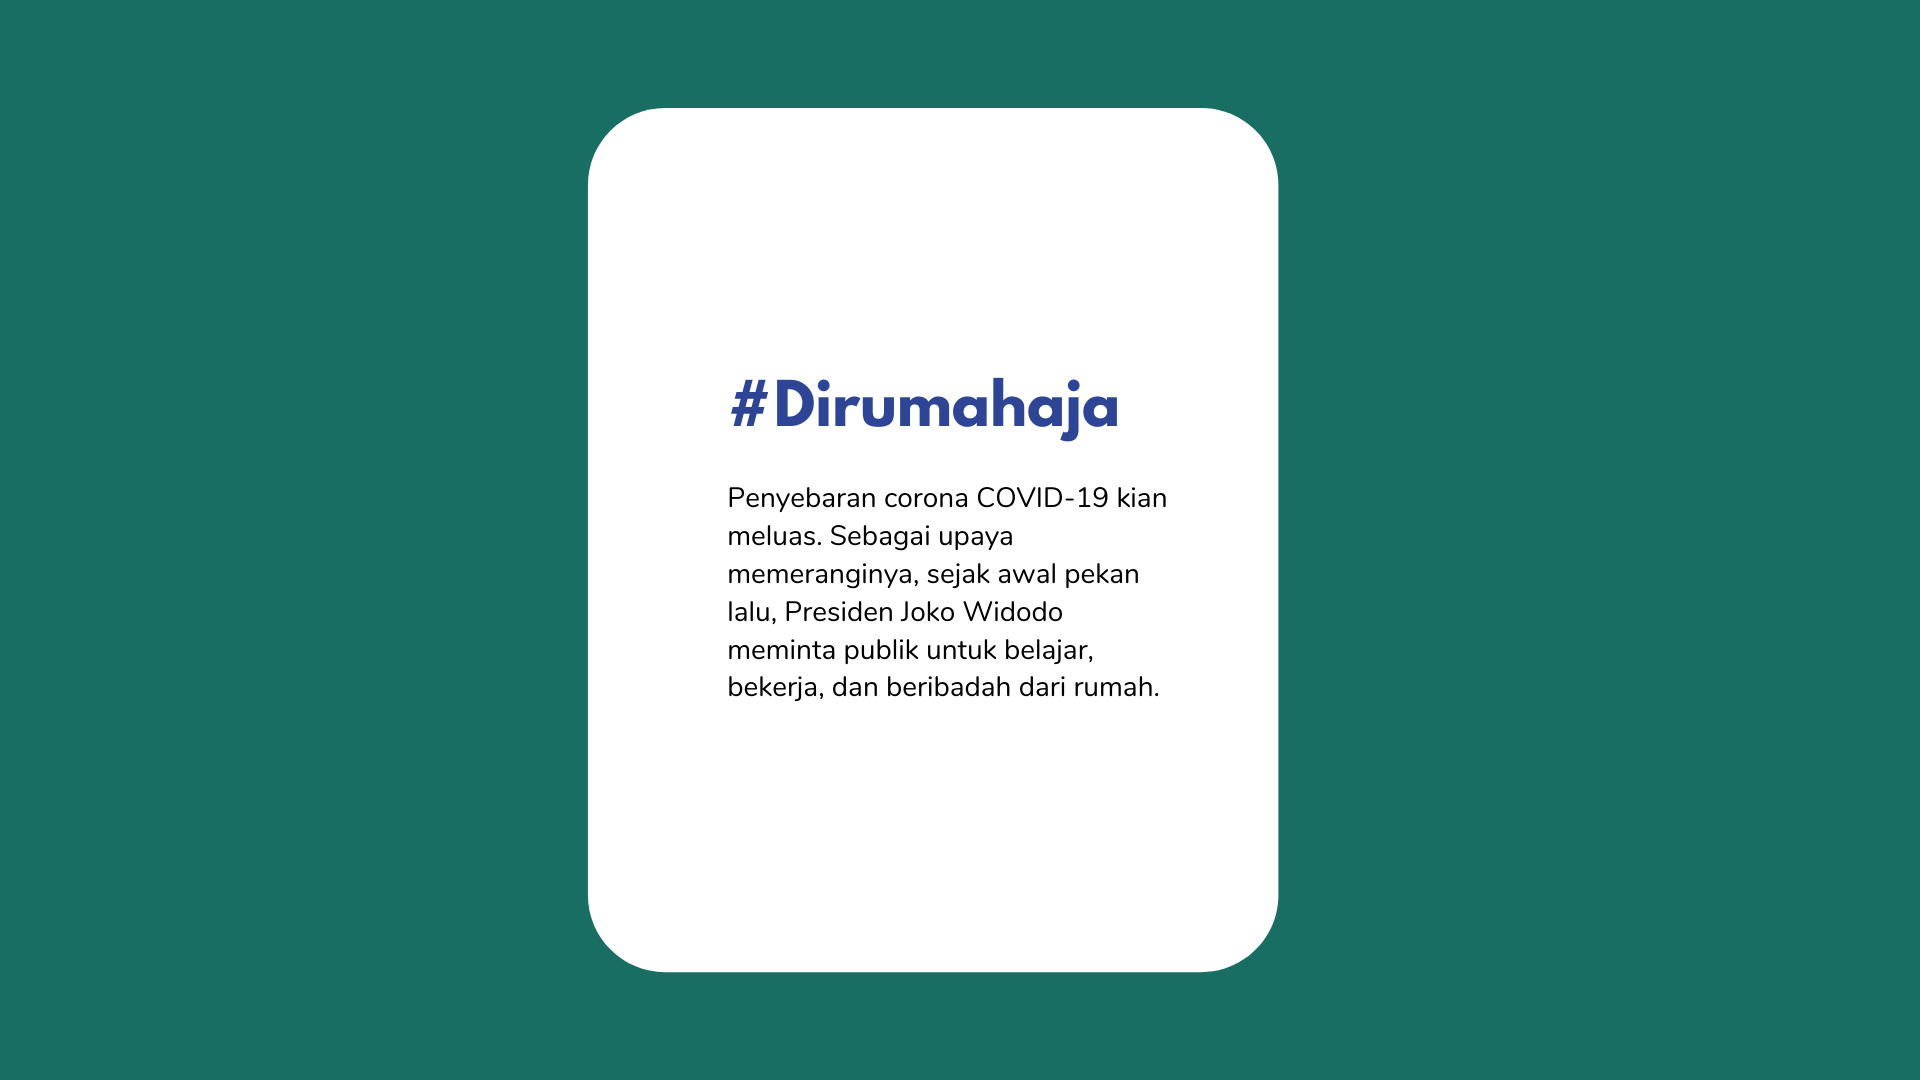 #Dirumahaja
Penyebaran corona COVID-19 kian
meluas. Sebagai upaya
memeranginya, sejak awal pekan
lalu, Presiden Joko Widodo
meminta publik untuk belajar,
bekerja, dan beribadah dari rumah.